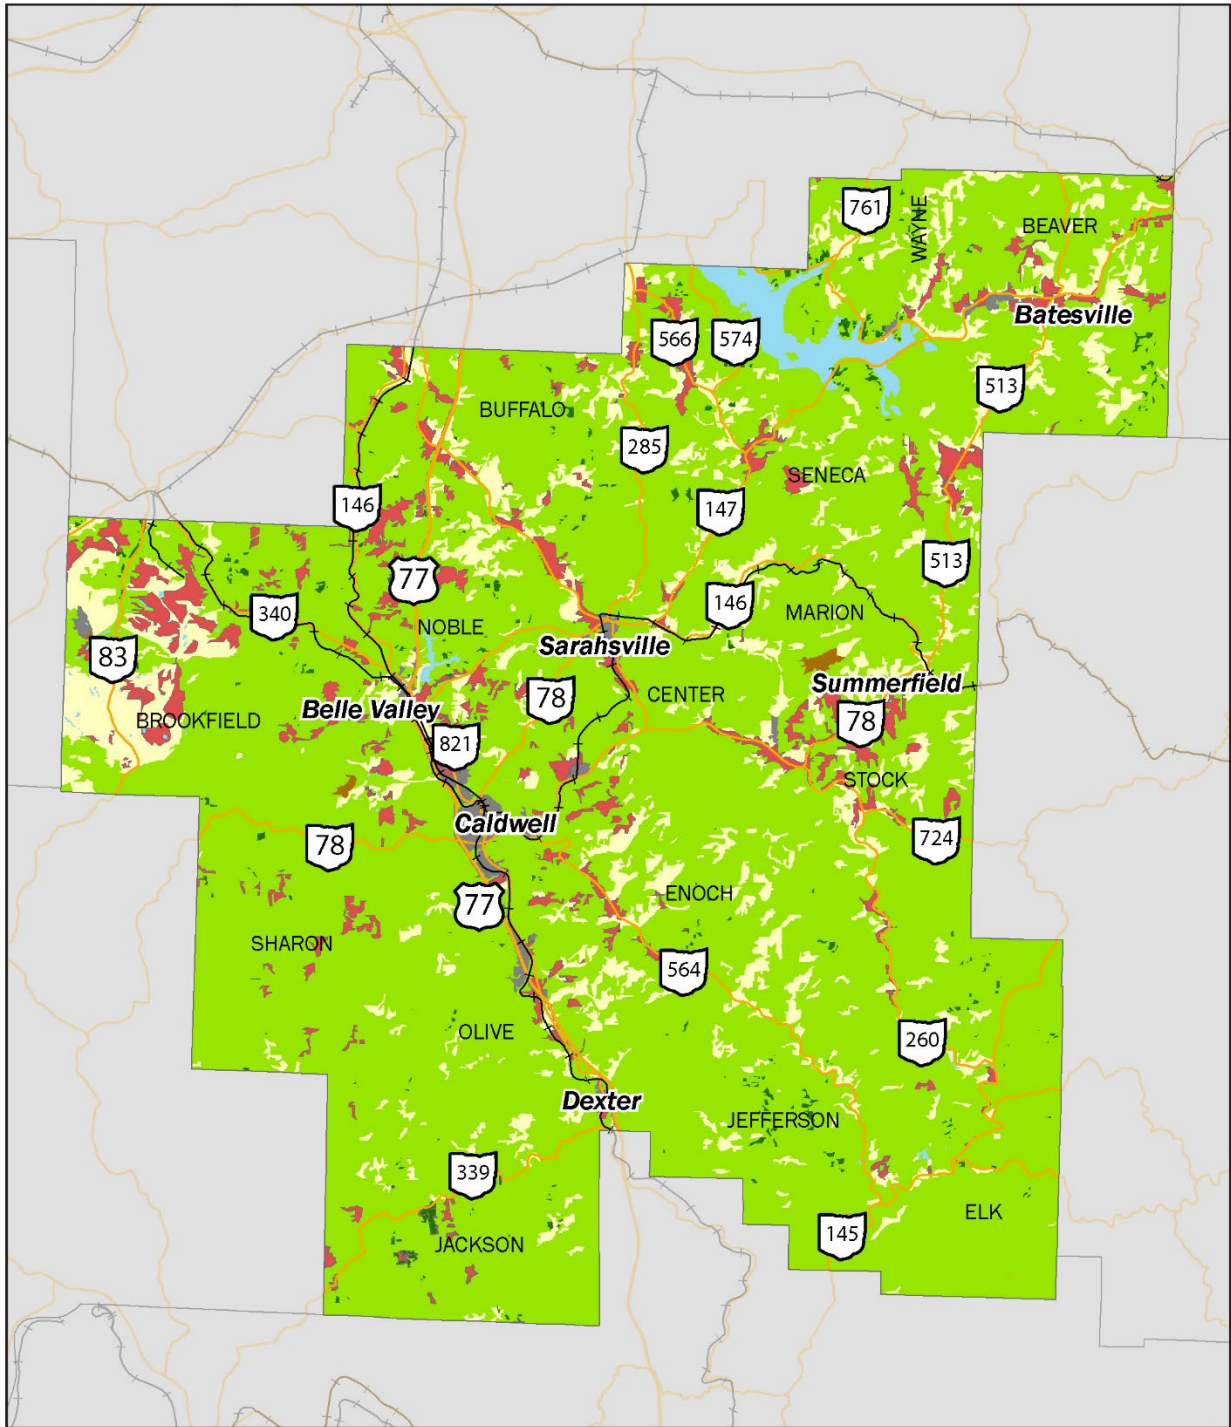 761
WAYNE
BEAVER
Batesville
566
574
513
BUFFALO
285
SENECA
146
147
513
77
340
NOBLE
146
MARION
Sarahsville
83
Summerfield
CENTER
78
Belle Valley
BROOKFIELD
78
821
STOCK
Caldwell
78
724
77
ENOCH
SHARON
564
OLIVE
260
Dexter
JEFFERSON
339
ELK
145
JACKSON